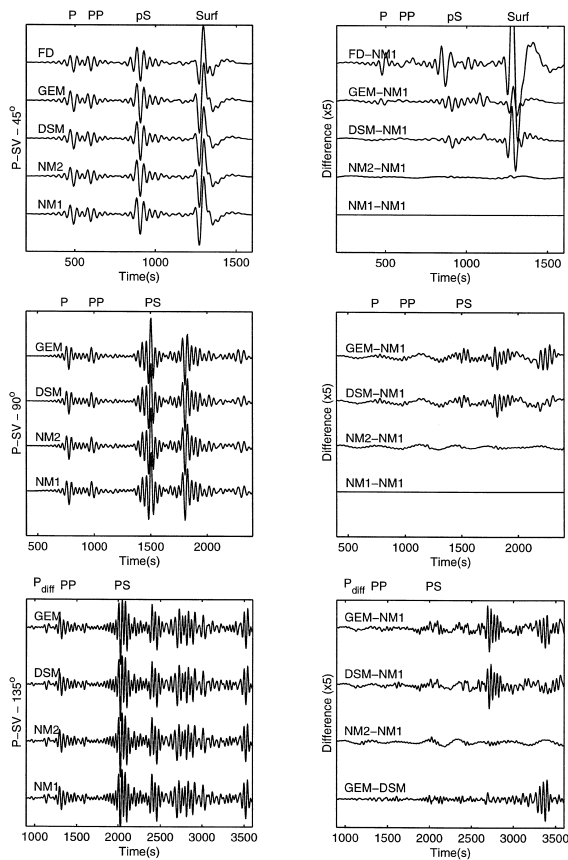 P PP pS Surf
FD
GEM
DSM
NM2
NM1
P−SV − 45°
500 1000 1500
Time(s)
P PP pS Surf
FD−NM1
GEM−NM1
DSM−NM1
NM2−NM1
NM1−NM1
Difference (x5)
500 1000 1500
Time(s)
P PP PS
GEM
DSM
NM2
NM1
P−SV − 90°
500 1000 1500 2000
Time(s)
P PP PS
GEM−NM1
DSM−NM1
NM2−NM1
NM1−NM1
Difference (x5)
500 1000 1500 2000
Time(s)
Pdiff PP PS
GEM
DSM
NM2
NM1
P−SV − 135°
1000 1500 2000 2500 3000 3500
Time(s)
Pdiff PP PS
GEM−NM1
DSM−NM1
NM2−NM1
GEM−DSM
Difference (x5)
1000 1500 2000 2500 3000 3500
Time(s)